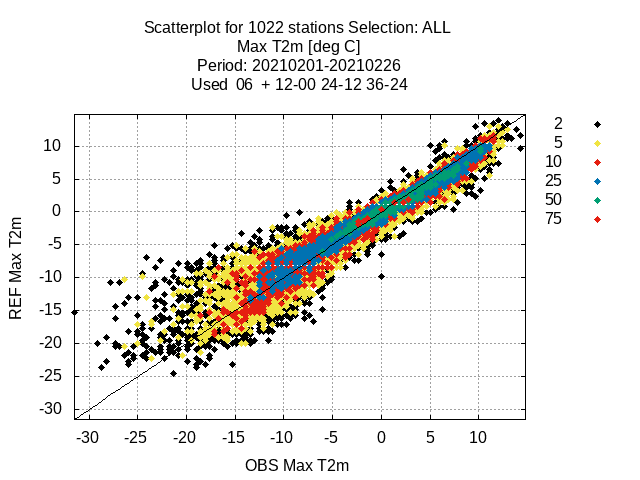 Scatterplot for 1022 stations Selection: ALL
Max T2m [deg C]
Period: 20210201-20210226
Used  06  + 12-00 24-12 36-24
2
5
10
25
50
75
REF Max T2m
10
5
0
-5
-10
-15
-20
-25
-30
-30 -25 -20 -15 -10 -5 0 5 10
OBS Max T2m